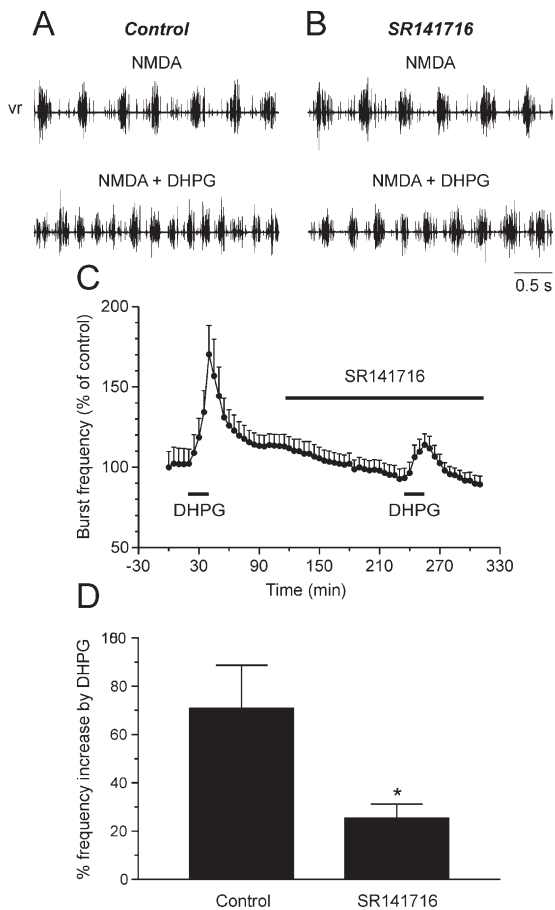 A
Control
B
SR141716
NMDA
NMDA
vr
NMDA + DHPG
NMDA + DHPG
0.5 s
C
200
150
100
50
Burst frequency (% of control)
SR141716
DHPG
DHPG
-30 30 90 150 210 270 330
Time (min)
D
80
60
40
20
0
% frequency increase by DHPG
*
Control
SR141716